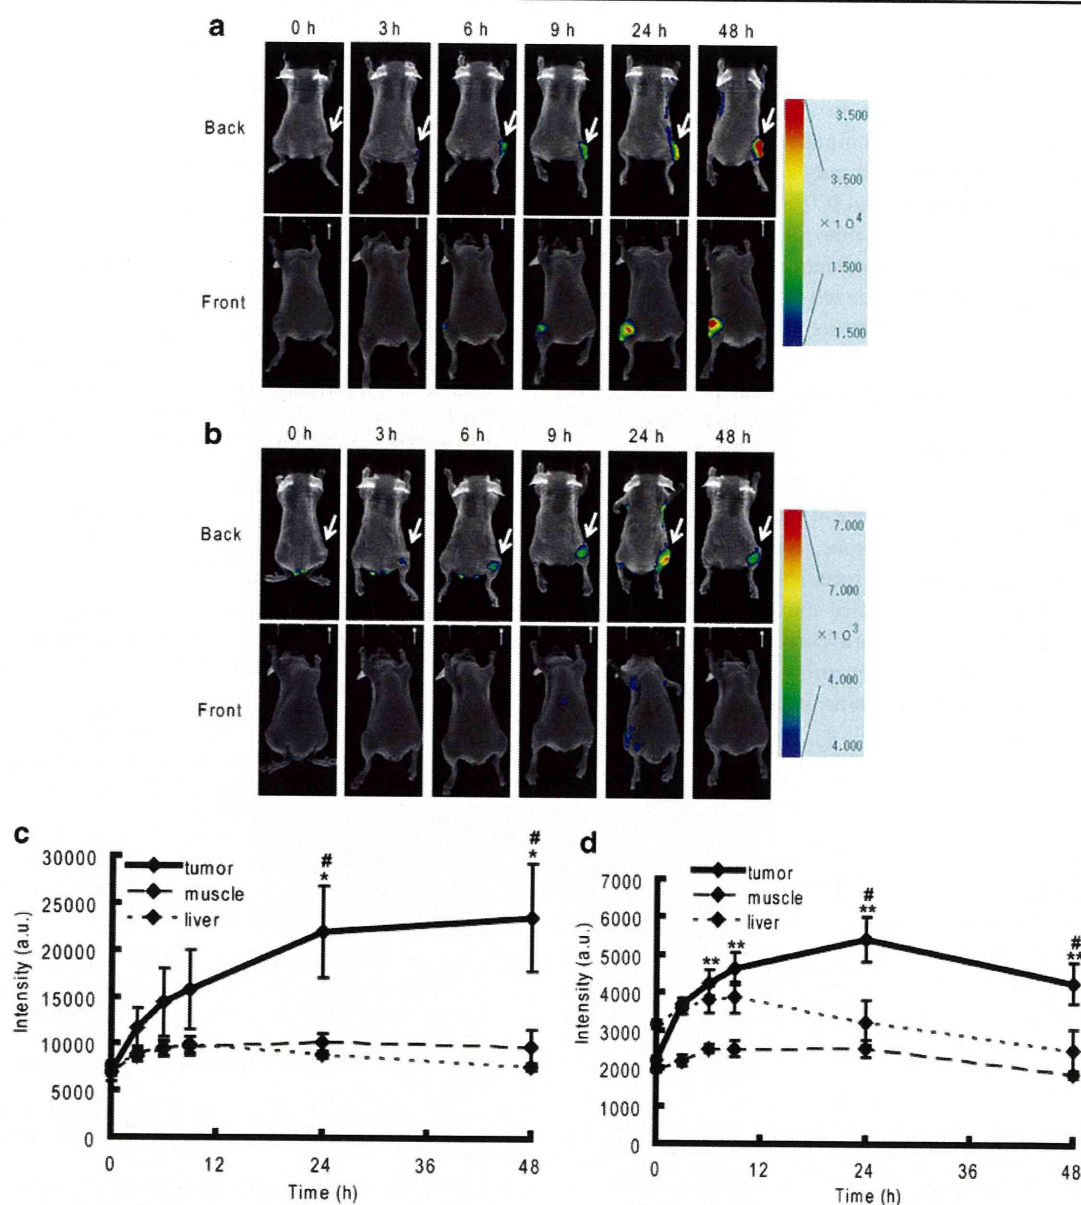 a
0 h 3 h 6 h 9 h 24 h 48 h
Back
Front
3.500
3.500
×10⁴
1.500
1.500
b
0 h 3 h 6 h 9 h 24 h 48 h
Back
Front
7.000
7.000
×10³
4.000
4.000
c
30000
25000
20000
15000
10000
5000
0
Intensity (a.u.)
tumor
muscle
liver
#
*
#
*
0 12 24 36 48
Time (h)
d
7000
6000
5000
4000
3000
2000
1000
0
Intensity (a.u.)
tumor
muscle
liver
** **
#
**
#
**
0 12 24 36 48
Time (h)